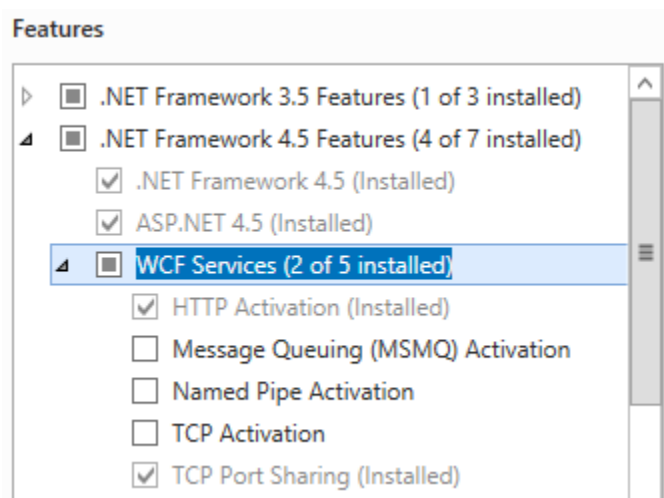 Features
.NET Framework 3.5 Features (1 of 3 installed)
.NET Framework 4.5 Features (4 of 7 installed)
.NET Framework 4.5 (Installed)
ASP.NET 4.5 (Installed)
WCF Services (2 of 5 installed)
HTTP Activation (Installed)
Message Queuing (MSMQ) Activation
Named Pipe Activation
TCP Activation
TCP Port Sharing (Installed)